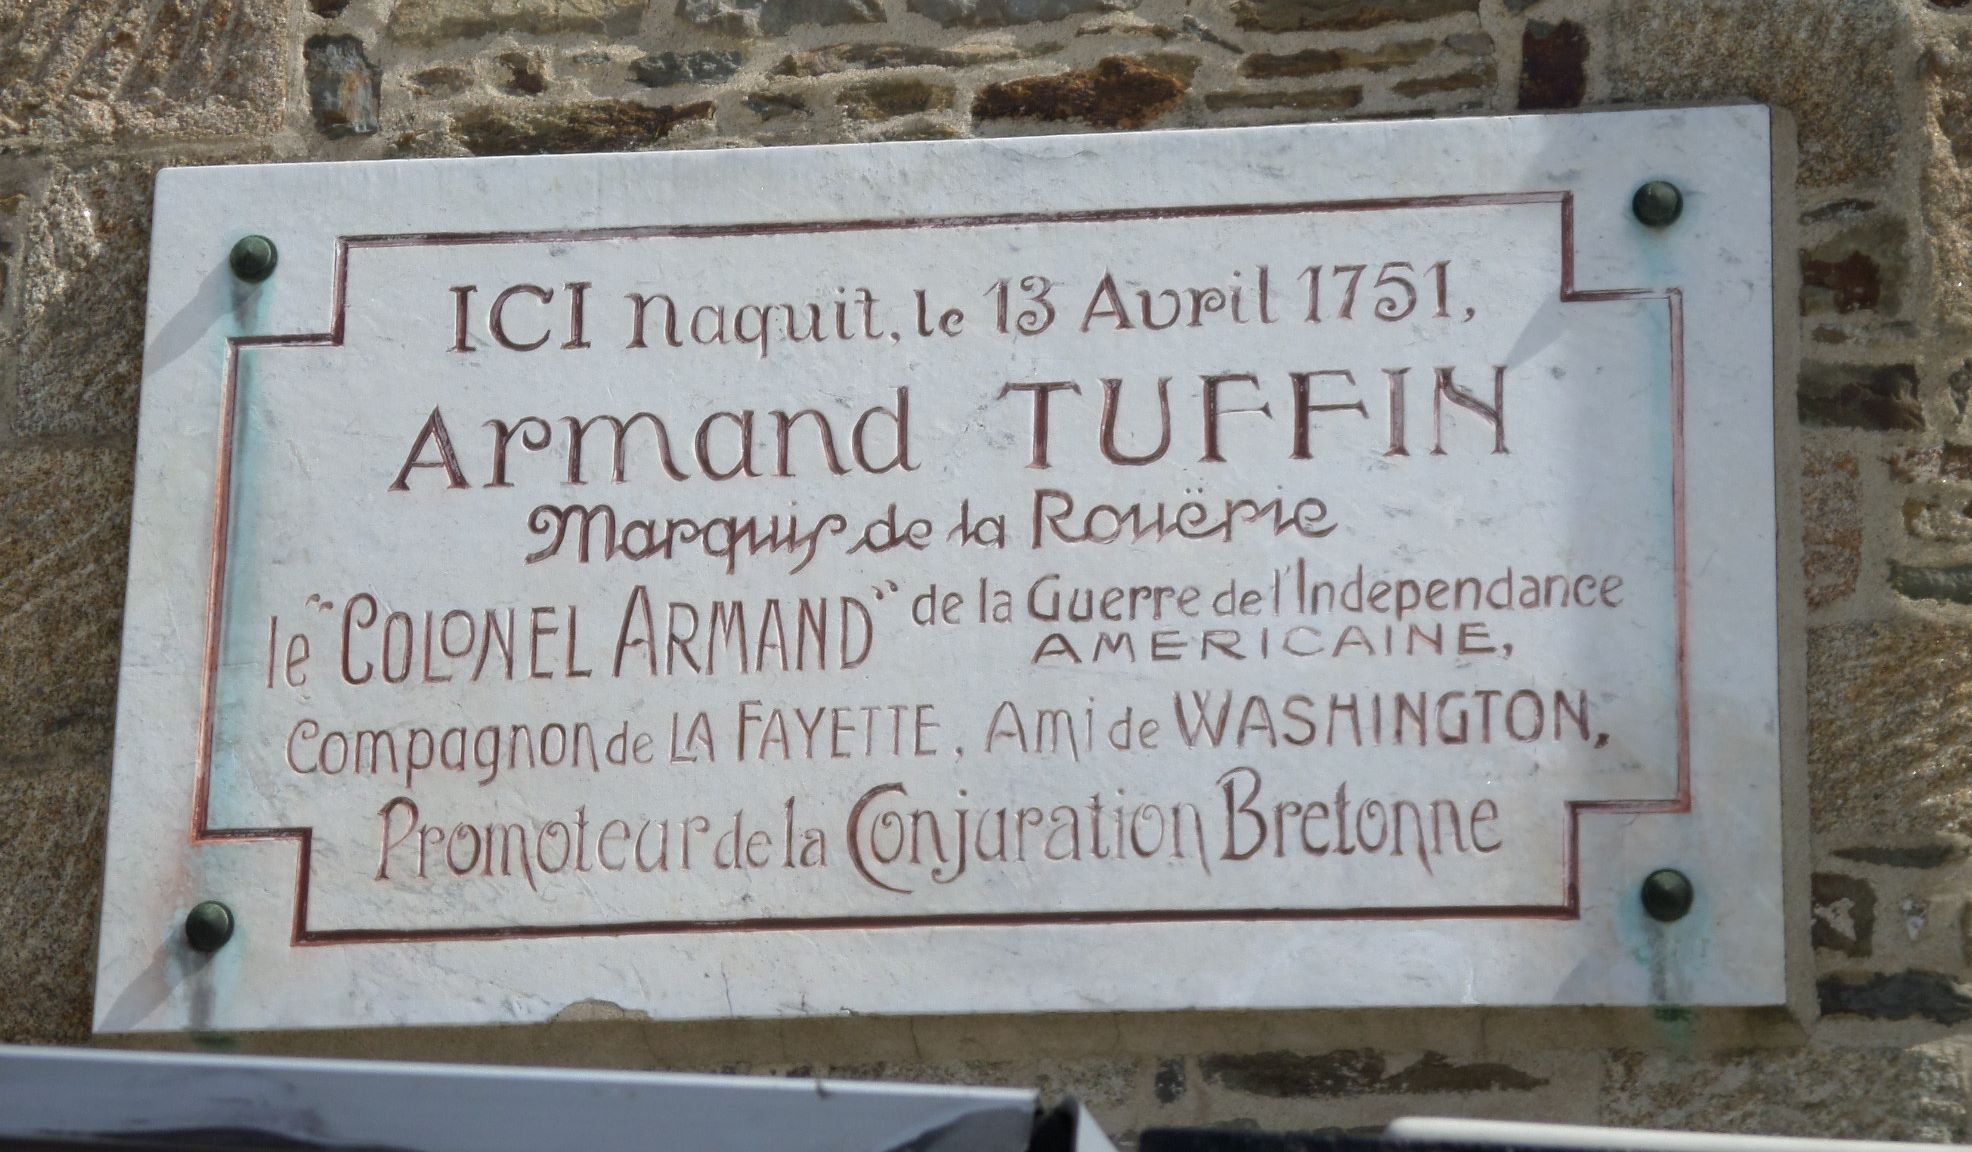 ICI naquit, le 13 Avril 1751,
Armand TUFFIN
Marquis de la Rouërie
le "COLONEL ARMAND" de la Guerre de l'Indépendance
AMERICAINE,
Compagnon de LA FAYETTE, Ami de WASHINGTON,
Promoteur de la Conjuration Bretonne